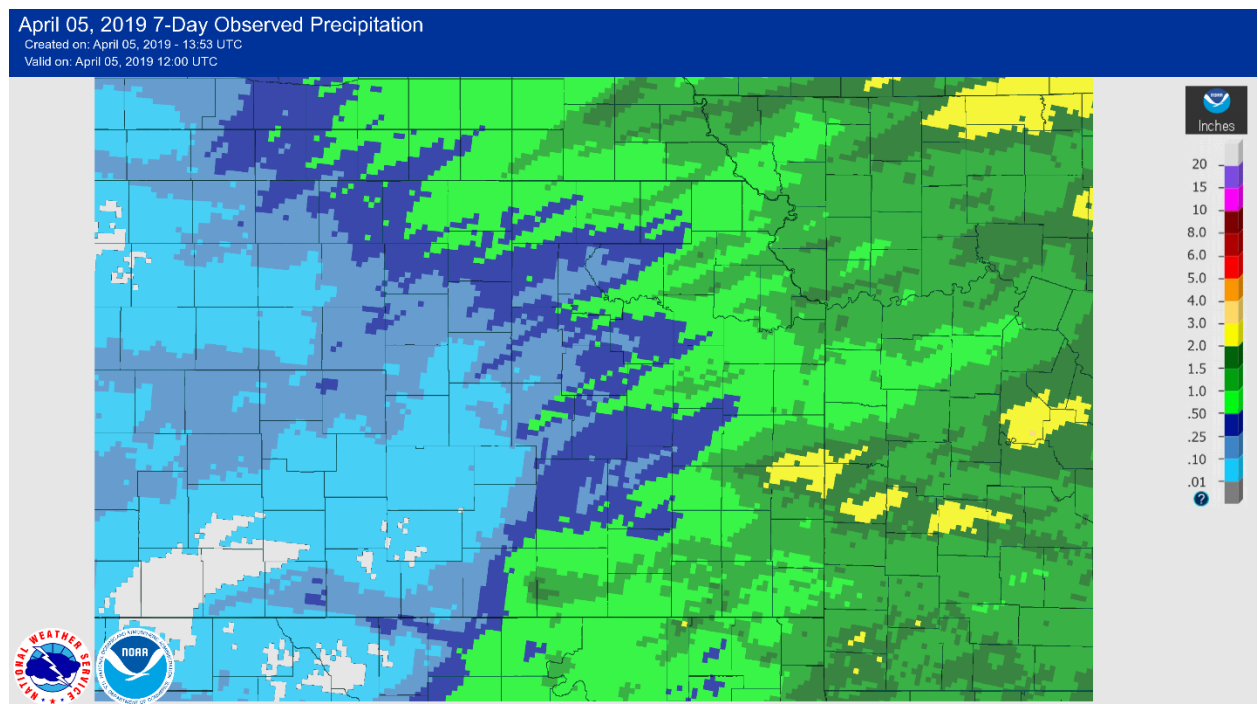 April 05, 2019 7-Day Observed Precipitation
Created on: April 05, 2019 - 13:53 UTC
Valid on: April 05, 2019 12:00 UTC
NOAA
Inches
20
15
10
8.0
6.0
5.0
4.0
3.0
2.0
1.5
1.0
.50
.25
.10
.01
?
NATIONAL WEATHER SERVICE
NOAA